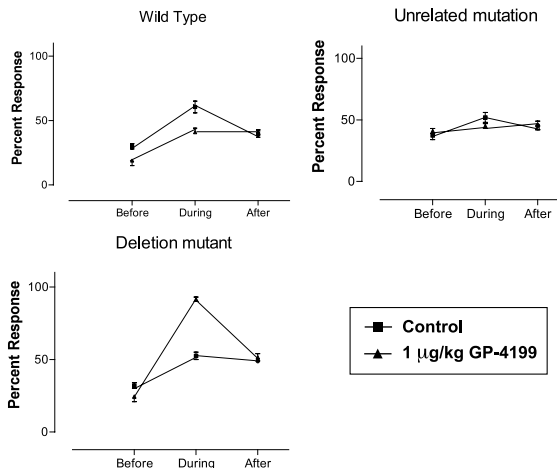 Wild Type
Percent Response
100
50
0
Before During After
Unrelated mutation
Percent Response
100
50
0
Before During After
Deletion mutant
Percent Response
100
50
0
Before During After
Control
1 μg/kg GP-4199